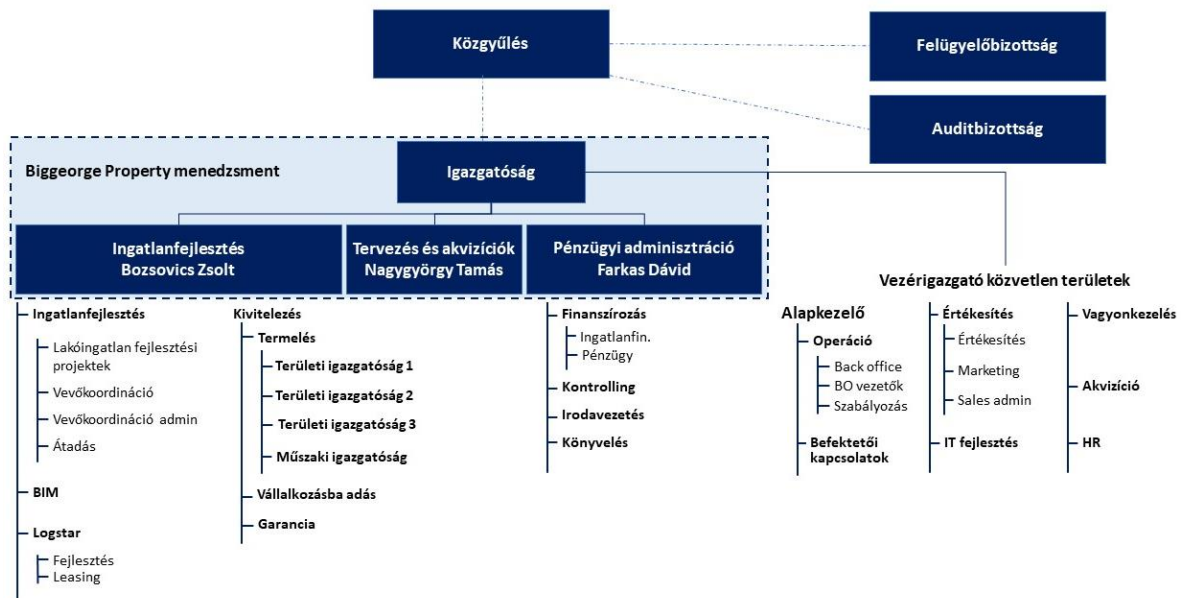 Közgyűlés
Felügyelőbizottság
Auditbizottság
Biggeorge Property menedzsment
Igazgatóság
Ingatlanfejlesztés
Bozsovics Zsolt
Tervezés és akvizíciók
Nagygyörgy Tamás
Pénzügyi adminisztráció
Farkas Dávid
Vezérigazgató közvetlen területek
Ingatlanfejlesztés
Lakóingatlan fejlesztési
projektek
Vevőkoordináció
Vevőkoordináció admin
Átadás
BIM
Logstar
Fejlesztés
Leasing
Kivitelezés
Termelés
Területi igazgatóság 1
Területi igazgatóság 2
Területi igazgatóság 3
Műszaki igazgatóság
Vállalkozásba adás
Garancia
Finanszírozás
Ingatlanfin.
Pénzügy
Kontrolling
Irodavezetés
Könyvelés
Alapkezelő
Operáció
Back office
BO vezetők
Szabályozás
Befektetői
kapcsolatok
Értékesítés
Értékesítés
Marketing
Sales admin
IT fejlesztés
Vagyonkezelés
Akvizíció
HR